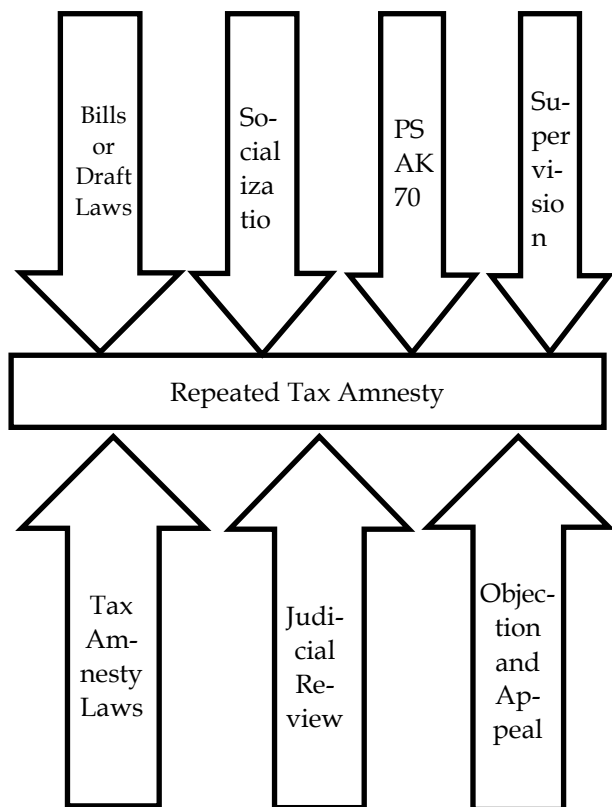 Bills
or
Draft
Laws
So-
cial
iza
tio
PS
AK
70
Su-
per
vi-
sio
n
Repeated Tax Amnesty
Tax
Am-
nesty
Laws
Judi-
cial
Re-
view
Objec-
tion
and
Ap-
peal